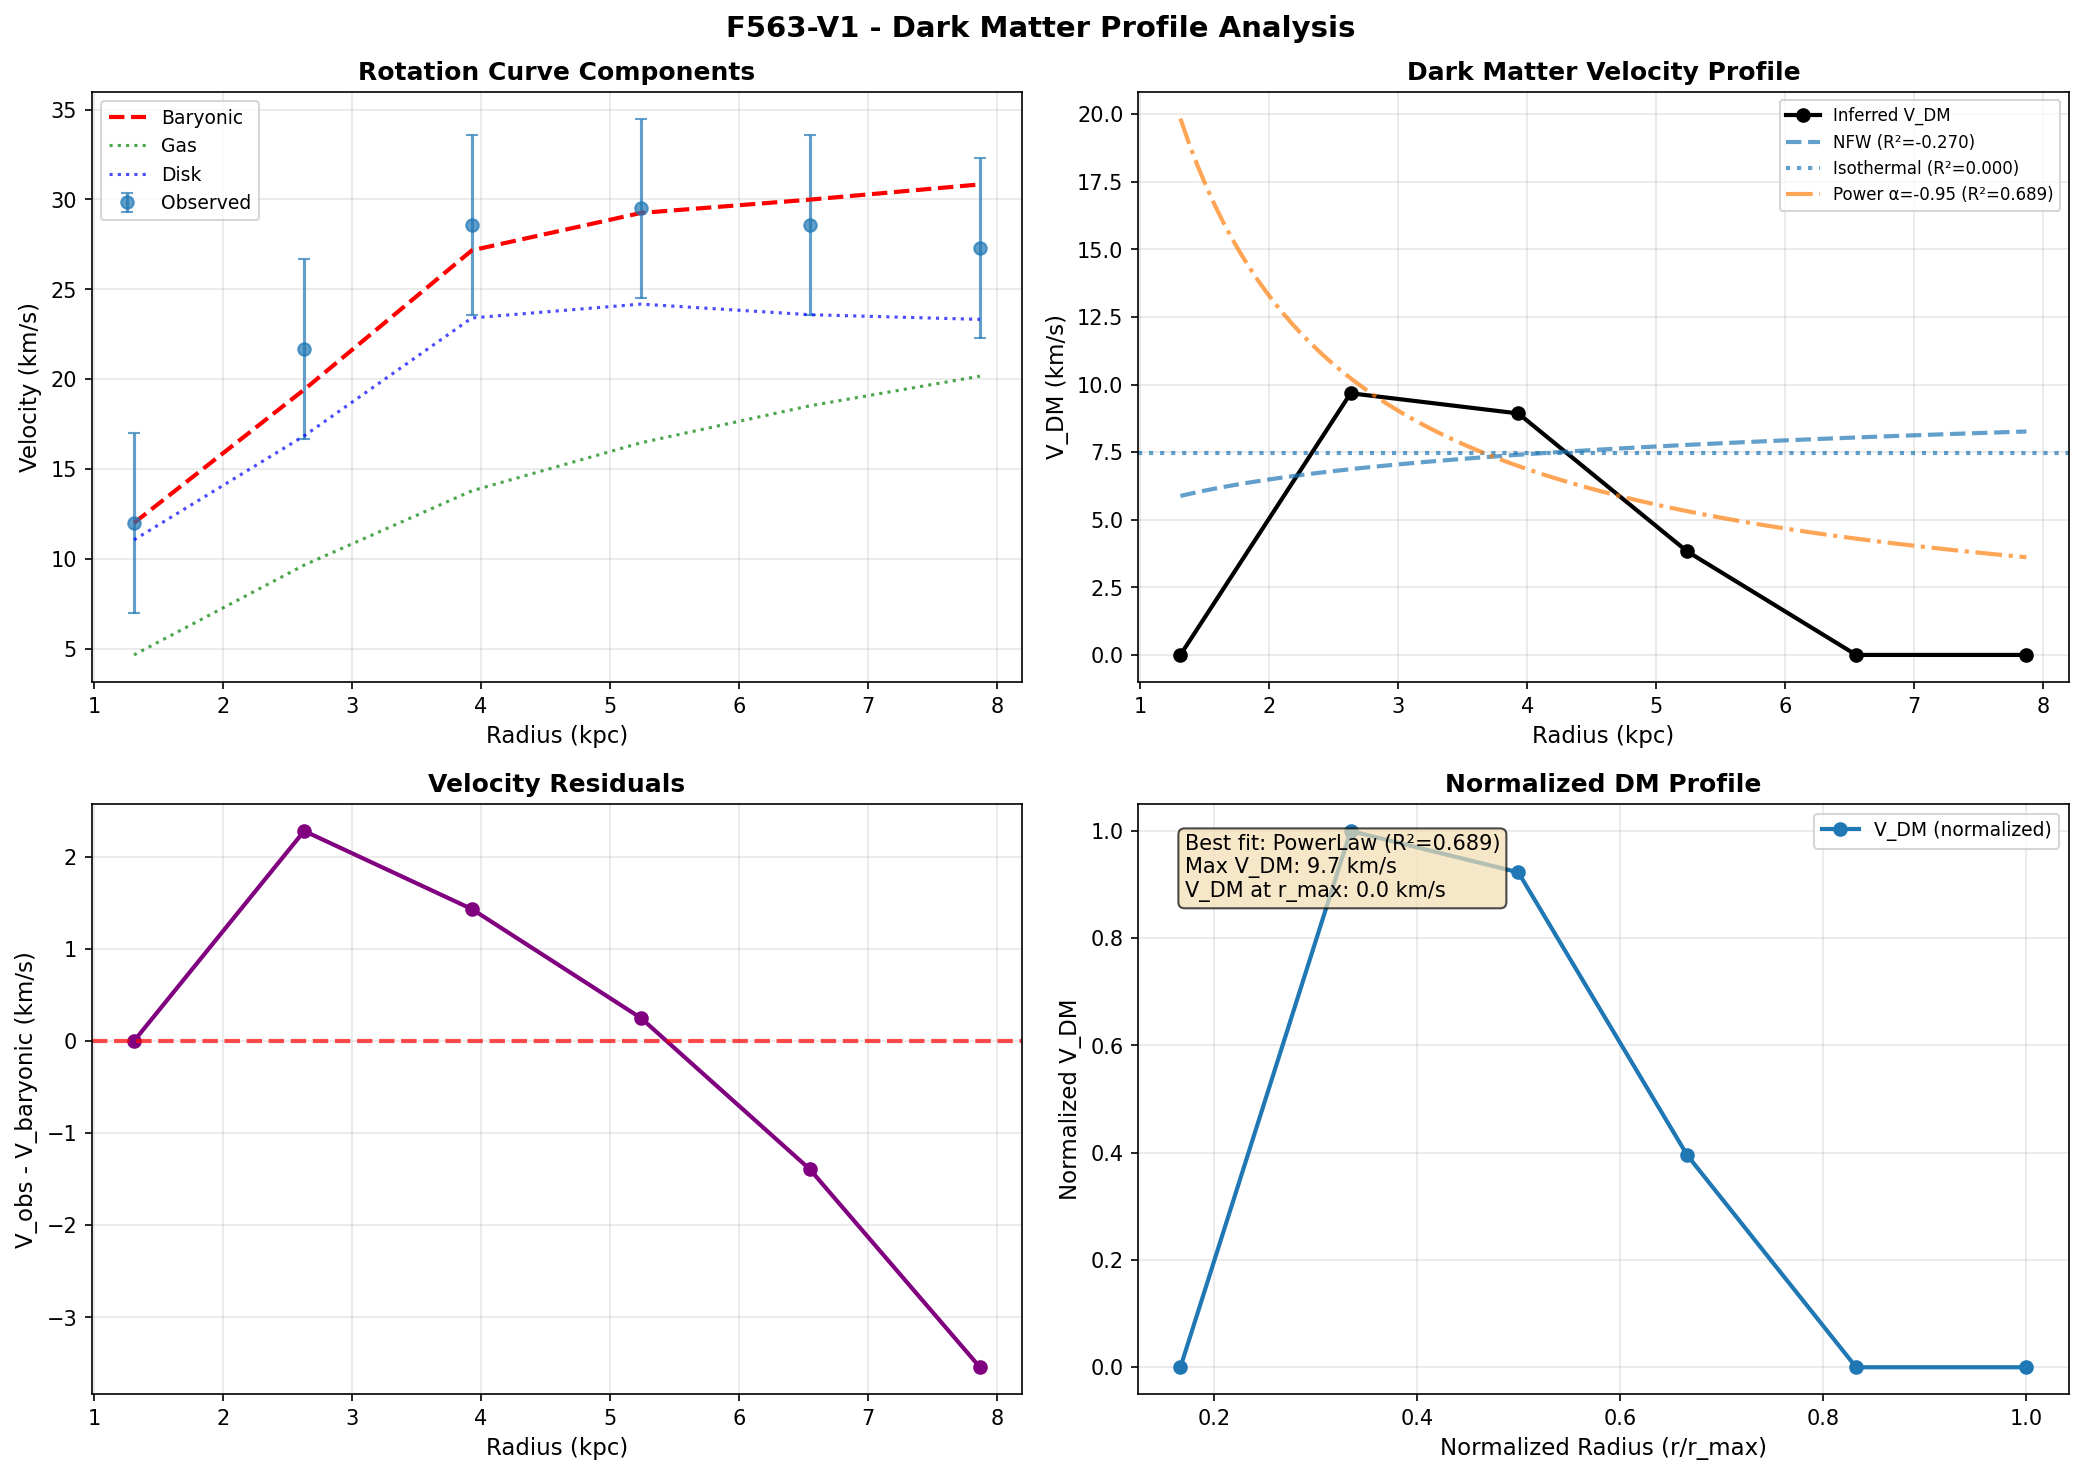 F563-V1 - Dark Matter Profile Analysis
Rotation Curve Components
Baryonic
Gas
Disk
Observed
35
30
25
20
15
10
5
Velocity (km/s)
1 2 3 4 5 6 7 8
Radius (kpc)
Dark Matter Velocity Profile
Inferred V_DM
NFW (R²=-0.270)
Isothermal (R²=0.000)
Power α=-0.95 (R²=0.689)
20.0
17.5
15.0
12.5
10.0
7.5
5.0
2.5
0.0
V_DM (km/s)
1 2 3 4 5 6 7 8
Radius (kpc)
Velocity Residuals
2
1
0
−1
−2
−3
V_obs - V_baryonic (km/s)
1 2 3 4 5 6 7 8
Radius (kpc)
Normalized DM Profile
V_DM (normalized)
Best fit: PowerLaw (R²=0.689)
Max V_DM: 9.7 km/s
V_DM at r_max: 0.0 km/s
1.0
0.8
0.6
0.4
0.2
0.0
Normalized V_DM
0.2 0.4 0.6 0.8 1.0
Normalized Radius (r/r_max)